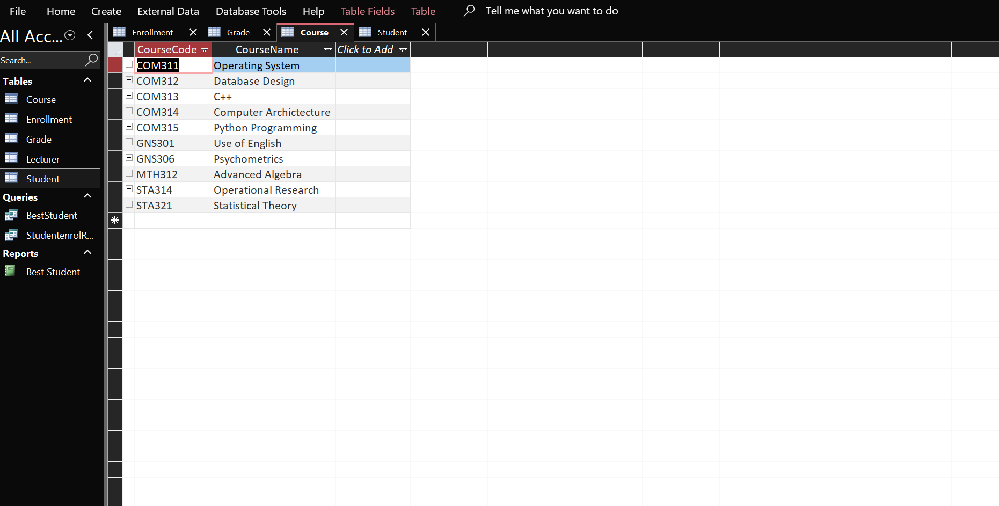 File Home Create External Data Database Tools Help Table Fields Table Tell me what you want to do
All Acc...
Search...
Tables
Course
Enrollment
Grade
Lecturer
Student
Queries
BestStudent
StudentenrolR...
Reports
Best Student
Enrollment Grade Course Student
CourseCode CourseName Click to Add
COM311 Operating System
COM312 Database Design
COM313 C++
COM314 Computer Archictecture
COM315 Python Programming
GNS301 Use of English
GNS306 Psychometrics
MTH312 Advanced Algebra
STA314 Operational Research
STA321 Statistical Theory